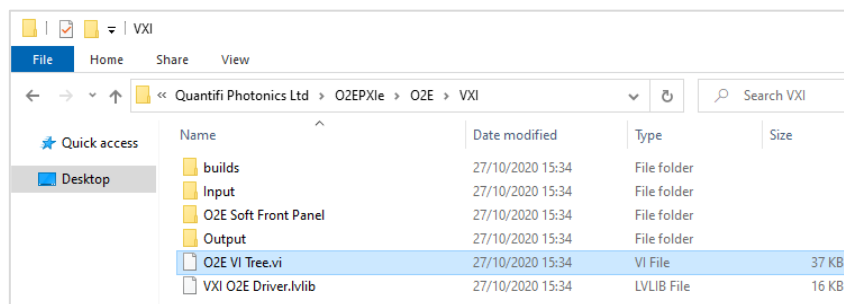 VXI
File Home Share View
« Quantifi Photonics Ltd > O2EPXIe > O2E > VXI Search VXI
Quick access
Desktop
Name Date modified Type Size
builds 27/10/2020 15:34 File folder
Input 27/10/2020 15:34 File folder
O2E Soft Front Panel 27/10/2020 15:34 File folder
Output 27/10/2020 15:34 File folder
O2E VI Tree.vi 27/10/2020 15:34 VI File 37 KB
VXI O2E Driver.lvlib 27/10/2020 15:34 LVLIB File 16 KB